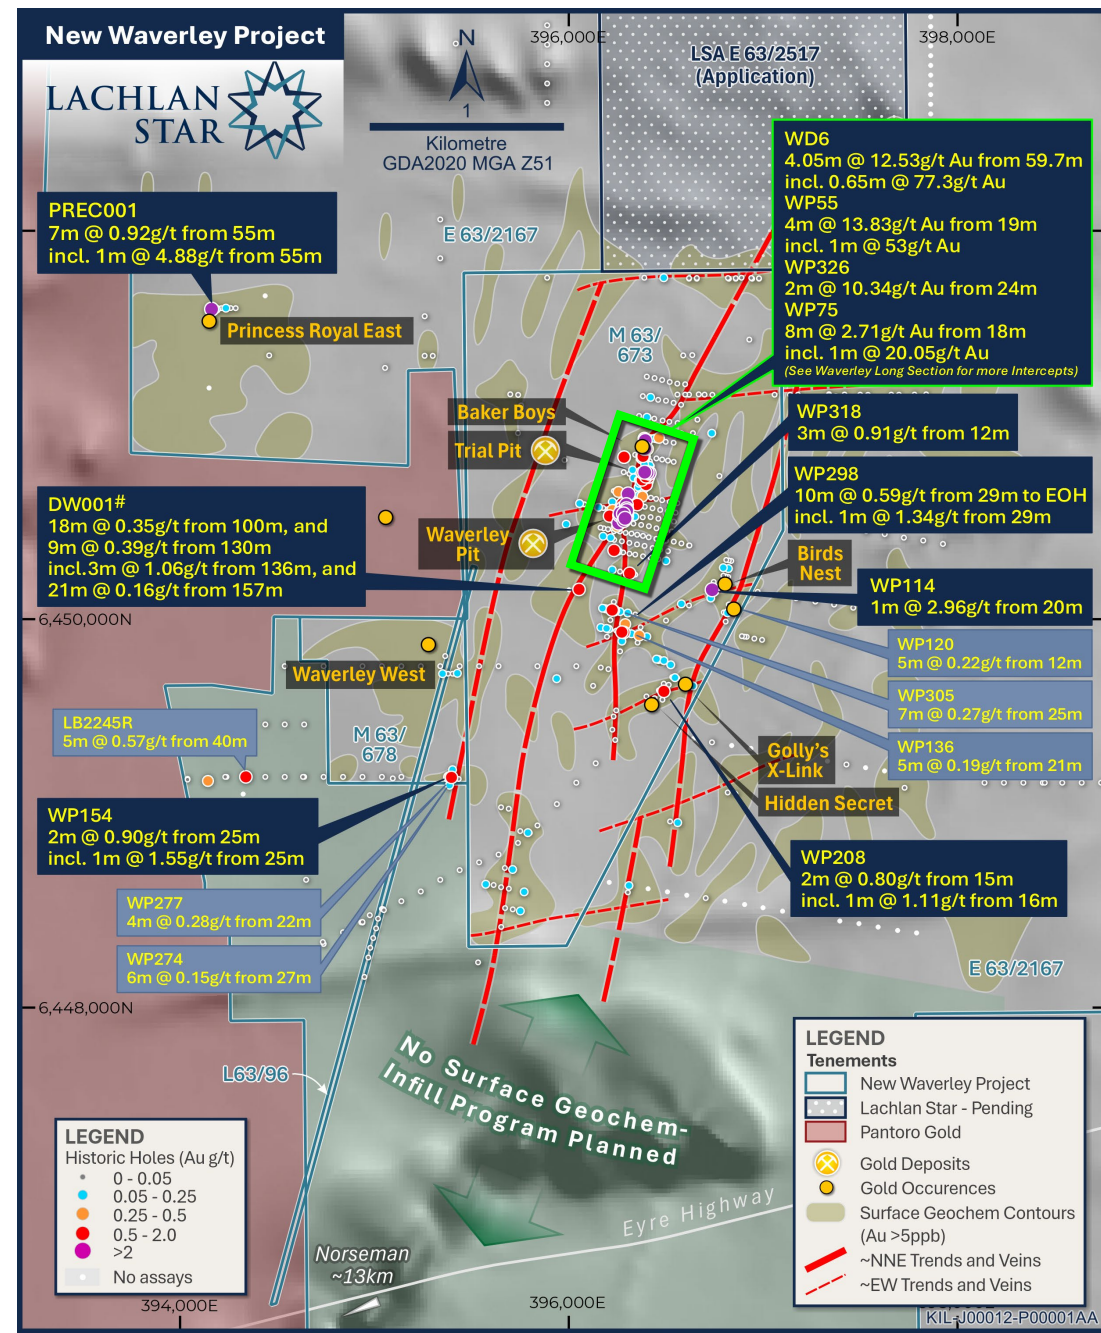 New Waverley Project
LACHLAN
STAR
N
1
Kilometre
GDA2020 MGA Z51
396,000E
398,000E
LSA E 63/2517
(Application)
WD6
4.05m @ 12.53g/t Au from 59.7m
incl. 0.65m @ 77.3g/t Au
WP55
4m @ 13.83g/t Au from 19m
incl. 1m @ 53g/t Au
WP326
2m @ 10.34g/t Au from 24m
WP75
8m @ 2.71g/t Au from 18m
incl. 1m @ 20.05g/t Au
(See Waverley Long Section for more Intercepts)
PREC001
7m @ 0.92g/t from 55m
incl. 1m @ 4.88g/t from 55m
E 63/2167
Princess Royal East
M 63/
673
Baker Boys
Trial Pit
Waverley
Pit
WP318
3m @ 0.91g/t from 12m
WP298
10m @ 0.59g/t from 29m to EOH
incl. 1m @ 1.34g/t from 29m
DW001#
18m @ 0.35g/t from 100m, and
9m @ 0.39g/t from 130m
incl.3m @ 1.06g/t from 136m, and
21m @ 0.16g/t from 157m
Birds
Nest
WP114
1m @ 2.96g/t from 20m
6,450,000N
WP120
5m @ 0.22g/t from 12m
WP305
7m @ 0.27g/t from 25m
WP136
5m @ 0.19g/t from 21m
Waverley West
LB2245R
5m @ 0.57g/t from 40m
M 63/
678
Golly's
X-Link
Hidden Secret
WP154
2m @ 0.90g/t from 25m
incl. 1m @ 1.55g/t from 25m
WP208
2m @ 0.80g/t from 15m
incl. 1m @ 1.11g/t from 16m
WP277
4m @ 0.28g/t from 22m
WP274
6m @ 0.15g/t from 27m
E 63/2167
6,448,000N
L63/96
No Surface Geochem-
Infill Program Planned
Eyre Highway
Norseman
~13km
LEGEND
Historic Holes (Au g/t)
0 - 0.05
0.05 - 0.25
0.25 - 0.5
0.5 - 2.0
>2
No assays
LEGEND
Tenements
New Waverley Project
Lachlan Star - Pending
Pantoro Gold
Gold Deposits
Gold Occurences
Surface Geochem Contours
(Au >5ppb)
~NNE Trends and Veins
~EW Trends and Veins
394,000E
396,000E
KIL-J00012-P00001AA